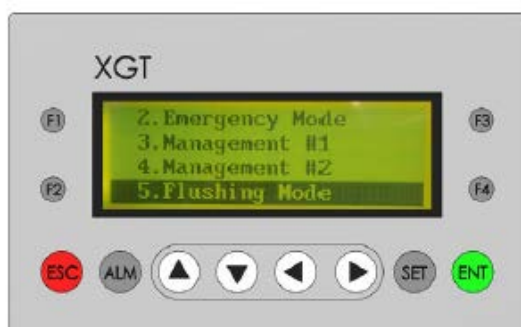 XGT
F1
F3
2.Emergency Mode
3.Management #1
4.Management #2
5.Flushing Mode
F2
F4
ESC ALM SET ENT